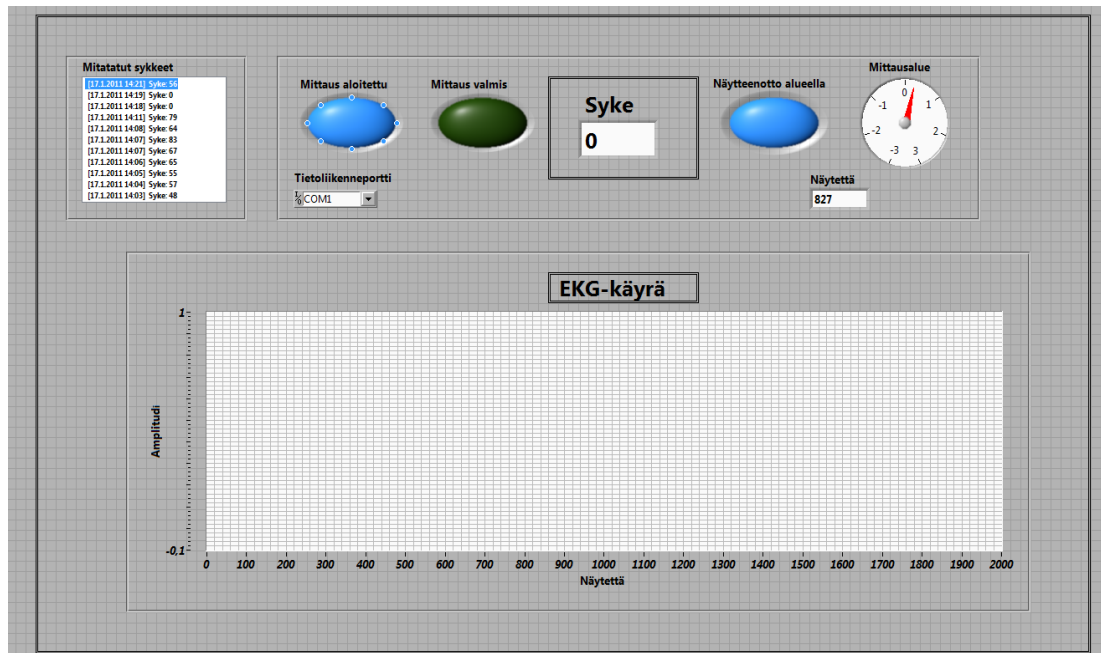 Mitatatut sykkeet
[17.1.2011 14:21] Syke: 56
[17.1.2011 14:19] Syke: 0
[17.1.2011 14:18] Syke: 0
[17.1.2011 14:11] Syke: 79
[17.1.2011 14:08] Syke: 64
[17.1.2011 14:07] Syke: 83
[17.1.2011 14:07] Syke: 67
[17.1.2011 14:06] Syke: 65
[17.1.2011 14:05] Syke: 55
[17.1.2011 14:04] Syke: 57
[17.1.2011 14:03] Syke: 48
Mittaus aloitettu
Mittaus valmis
Syke
0
Näytteenotto alueella
Mittausalue
-3 -2 -1 0 1 2 3
Tietoliikenneportti
I/O COM1
Näytettä
827
EKG-käyrä
1
Amplitudi
-0,1
0 100 200 300 400 500 600 700 800 900 1000 1100 1200 1300 1400 1500 1600 1700 1800 1900 2000
Näytettä